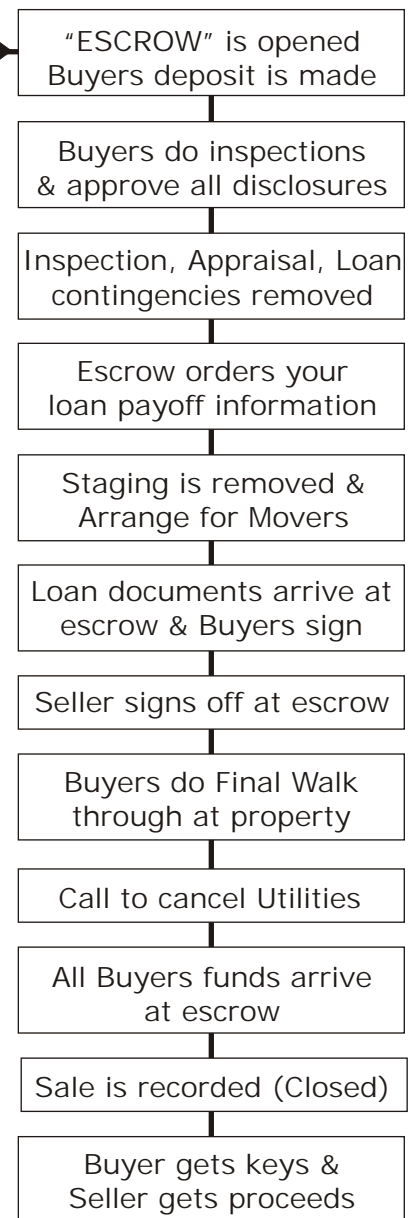 “ESCROW” is opened
Buyers deposit is made
Buyers do inspections
& approve all disclosures
Inspection, Appraisal, Loan
contingencies removed
Escrow orders your
loan payoff information
Staging is removed &
Arrange for Movers
Loan documents arrive at
escrow & Buyers sign
Seller signs off at escrow
Buyers do Final Walk
through at property
Call to cancel Utilities
All Buyers funds arrive
at escrow
Sale is recorded (Closed)
Buyer gets keys &
Seller gets proceeds